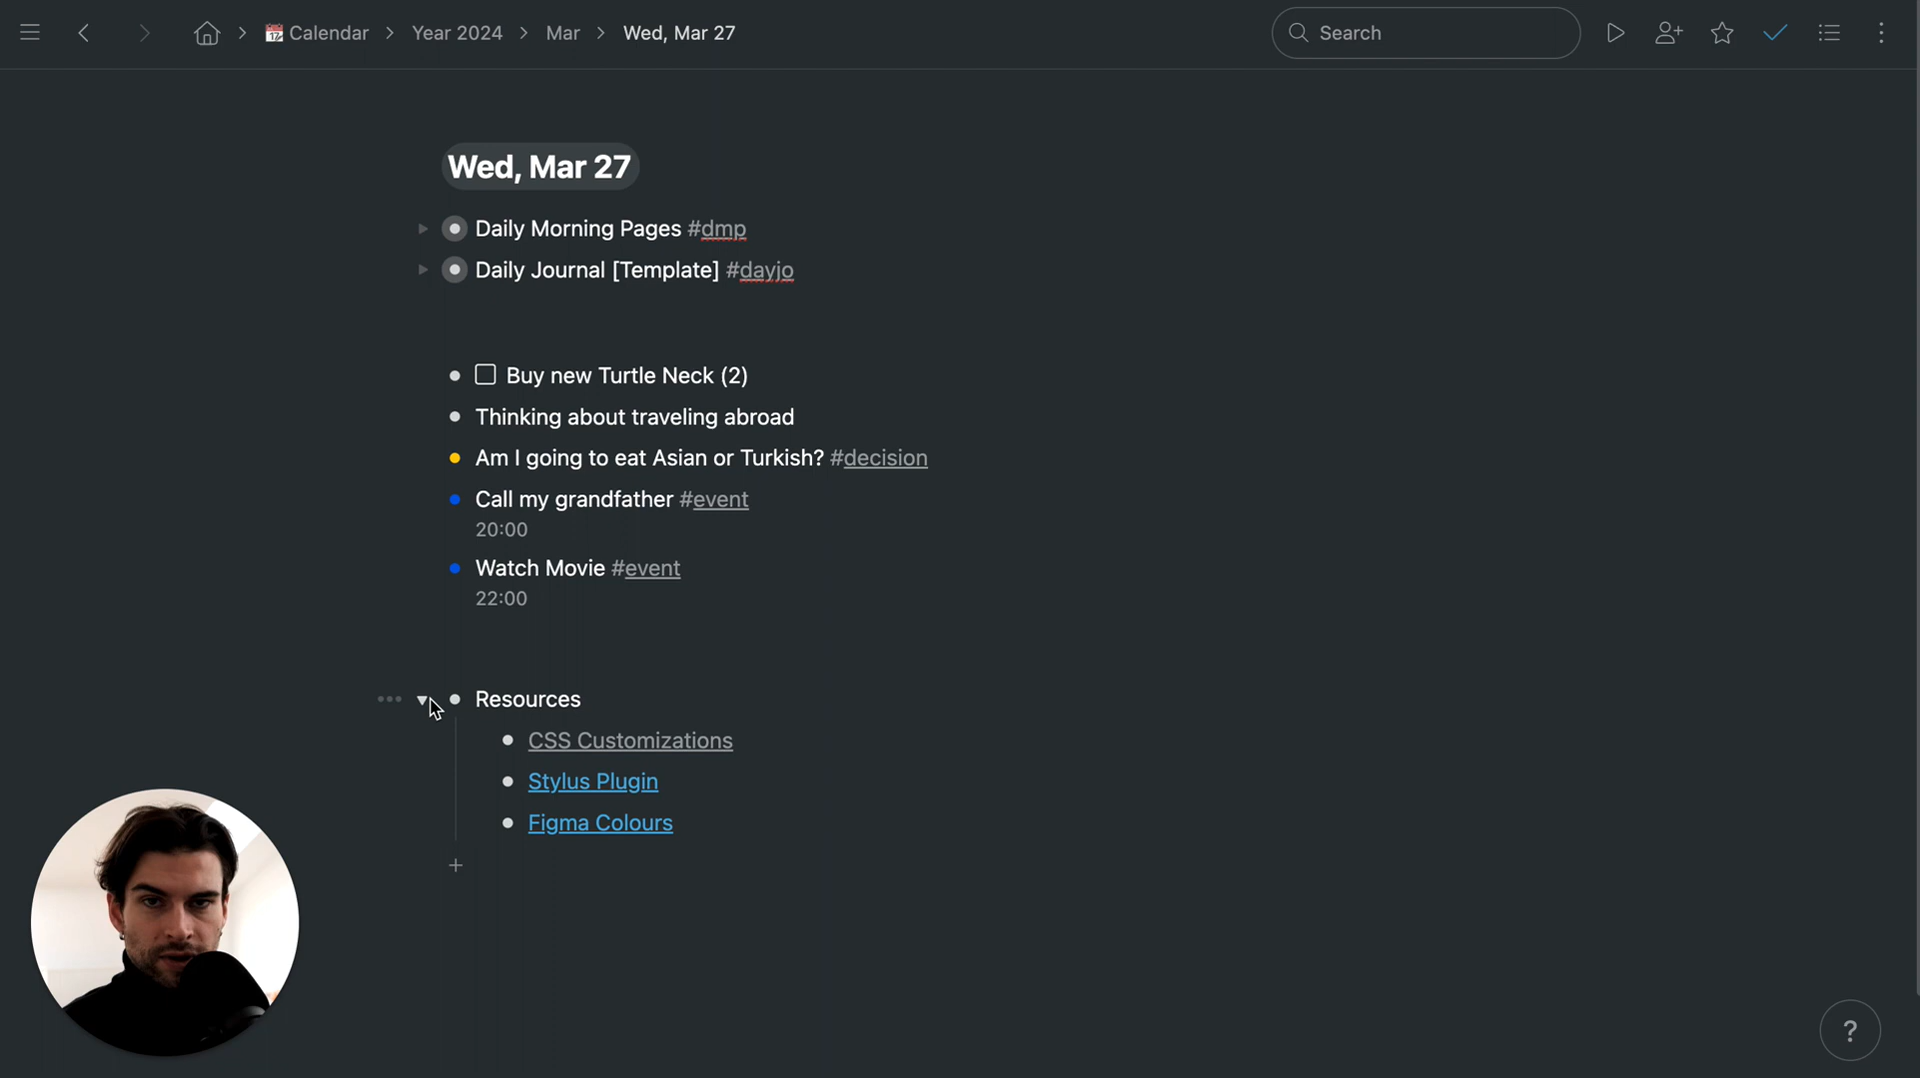 Calendar Year 2024 Mar Wed, Mar 27
Search
Wed, Mar 27
Daily Morning Pages #dmp
Daily Journal [Template] #dayjo
Buy new Turtle Neck (2)
Thinking about traveling abroad
Am I going to eat Asian or Turkish? #decision
Call my grandfather #event
20:00
Watch Movie #event
22:00
Resources
CSS Customizations
Stylus Plugin
Figma Colours
+
?